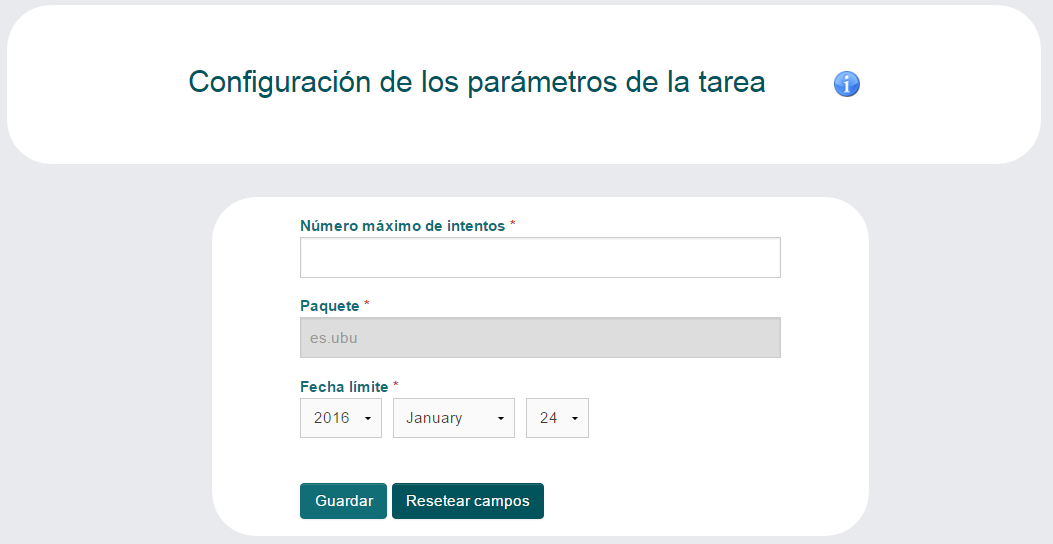 Configuración de los parámetros de la tarea i
Número máximo de intentos *
Paquete *
es.ubu
Fecha límite *
2016 January 24
Guardar Resetear campos